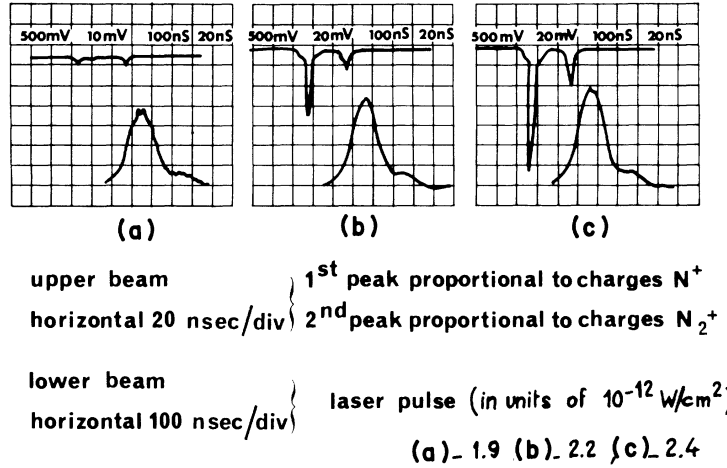 500mV 10mV 100nS 20nS
500mV 20mV 100nS 20nS
500mV 20mV 100nS 20nS
(a) (b) (c)
upper beam
horizontal 20 nsec/div
1st peak proportional to charges N+
2nd peak proportional to charges N2+
lower beam
horizontal 100 nsec/div
laser pulse (in units of 10-12 W/cm2)
(a)_ 1.9 (b)_ 2.2 (c)_ 2.4